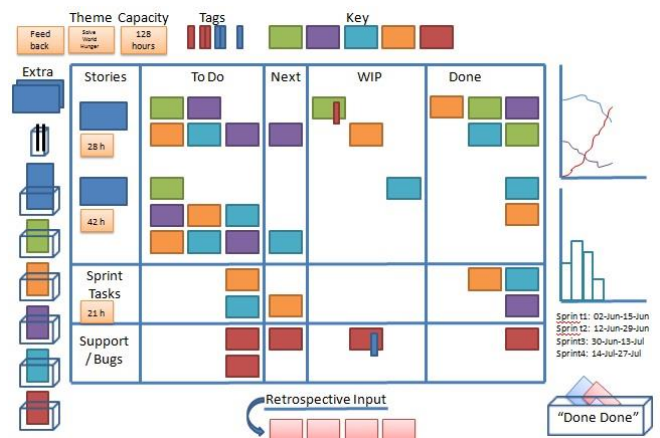 Theme Capacity Tags Key
Feed
back
Solve
World
Hunger
128
hours
Extra
Stories To Do Next WIP Done
28 h
42 h
Sprint
Tasks
21 h
Support
/ Bugs
Sprint1: 02-Jun-15-Jun
Sprint2: 12-Jun-29-Jun
Sprint3: 30-Jun-13-Jul
Sprint4: 14-Jul-27-Jul
Retrospective Input
“Done Done”